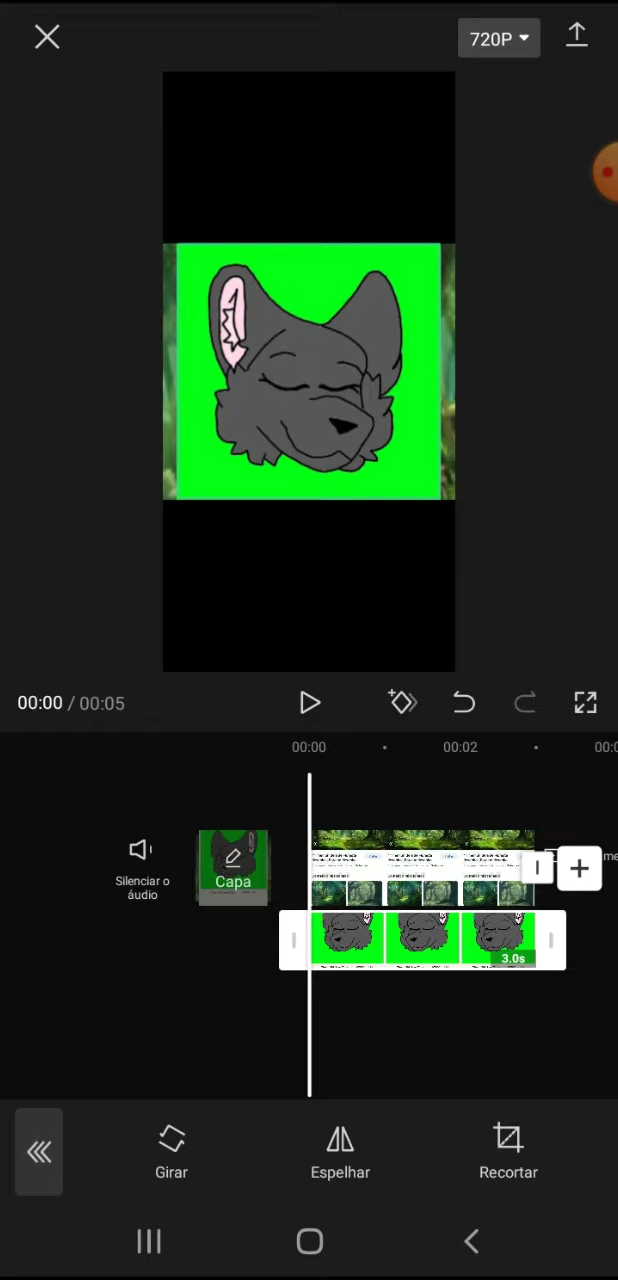 720P
00:00 / 00:05
00:00
00:02
Silenciar o
áudio
Capa
3.0s
Girar
Espelhar
Recortar